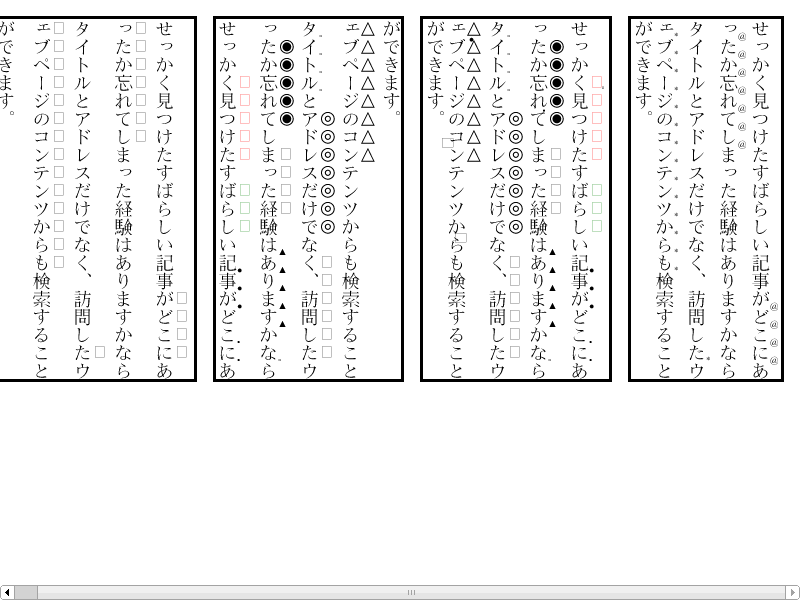 せっかく見つけたすばらしい記事がどこにあ
ったか忘れてしまった経験はありますかなら
タイトルとアドレスだけでなく、訪問したウ
ェブページのコンテンツからも検索すること
ができます。
せっかく見つけたすばらしい記事がどこにあ
ったか忘れてしまった経験はありますかなら
タイトルとアドレスだけでなく、訪問したウ
ェブページのコンテンツからも検索すること
ができます。
ができます。
ェブページのコンテンツからも検索すること
タイトルとアドレスだけでなく、訪問したウ
ったか忘れてしまった経験はありますかなら
せっかく見つけたすばらしい記事がどこにあ
せっかく見つけたすばらしい記事がどこにあ
ったか忘れてしまった経験はありますかなら
タイトルとアドレスだけでなく、訪問したウ
ェブページのコンテンツからも検索すること
ができます。